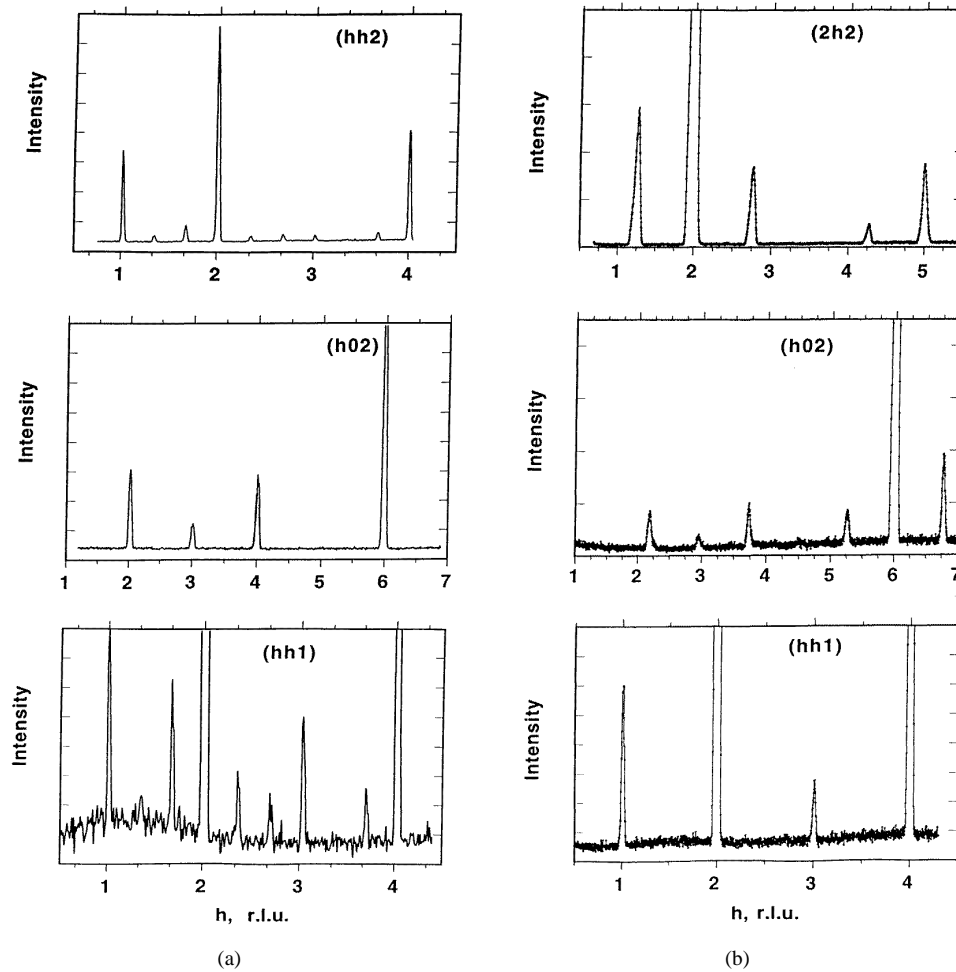 (hh2)
Intensity
1 2 3 4
(h02)
Intensity
1 2 3 4 5 6 7
(hh1)
Intensity
1 2 3 4
h, r.l.u.
(a)
(2h2)
Intensity
1 2 3 4 5
(h02)
Intensity
1 2 3 4 5 6 7
(hh1)
Intensity
1 2 3 4
h, r.l.u.
(b)